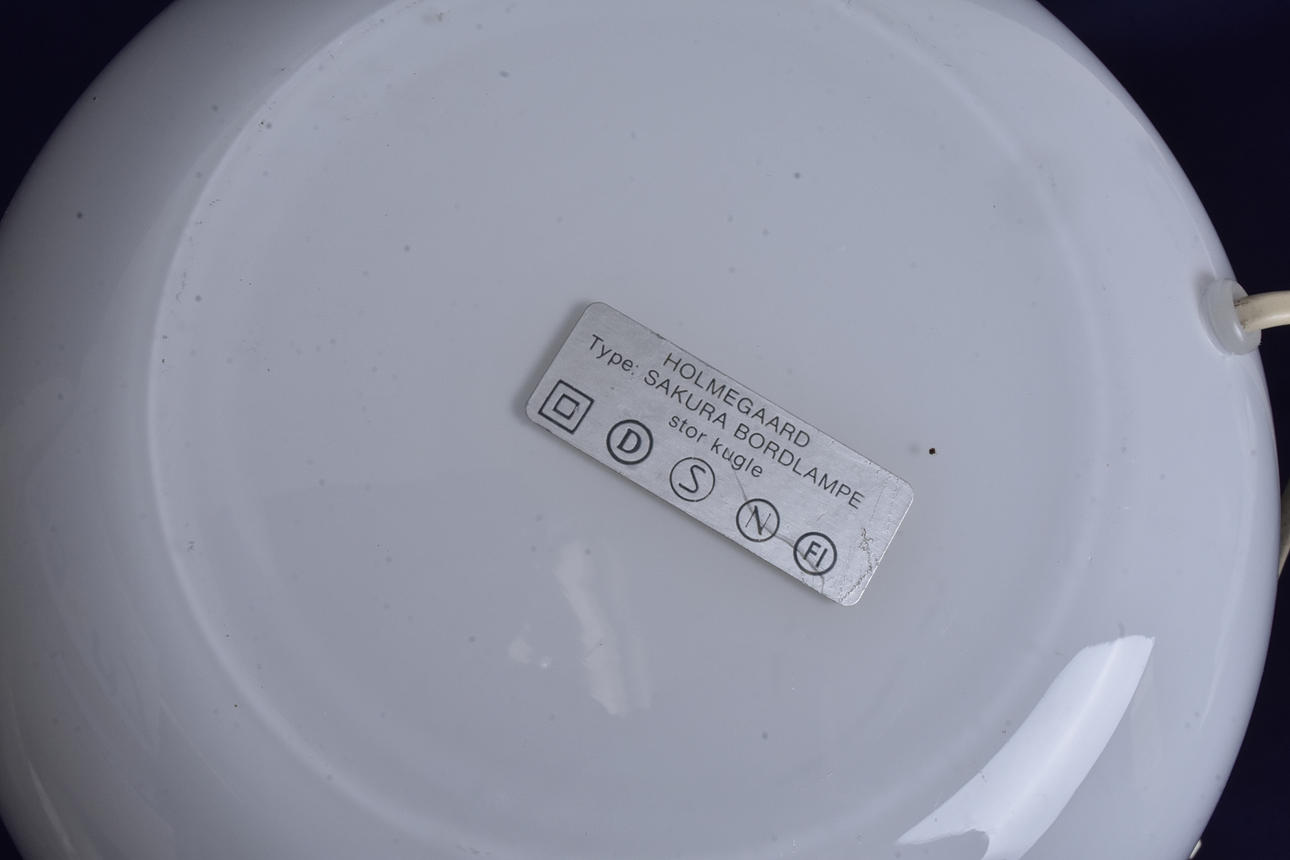 HOLMEGAARD
Type: SAKURA BORDLAMPE
stor kugle
D S N FI